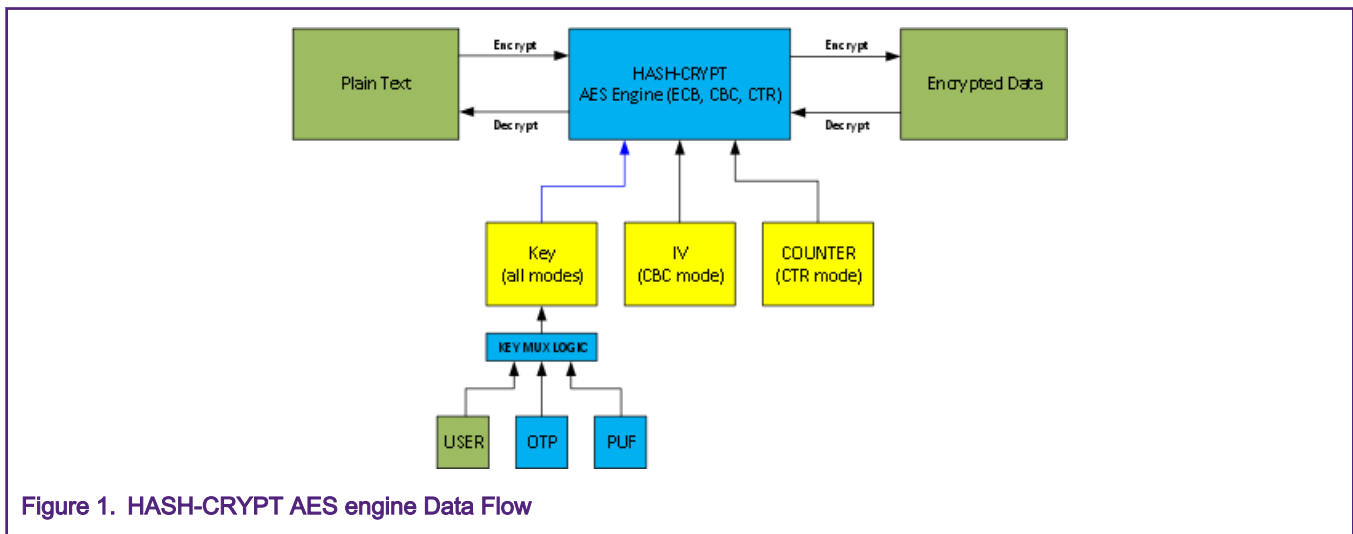 Encrypt
Encrypt
Plain Text
HASH-CRYPT
AES Engine (ECB, CBC, CTR)
Encrypted Data
Decrypt
Decrypt
Key
(all modes)
IV
(CBC mode)
COUNTER
(CTR mode)
KEY MUX LOGIC
USER
OTP
PUF
Figure 1. HASH-CRYPT AES engine Data Flow